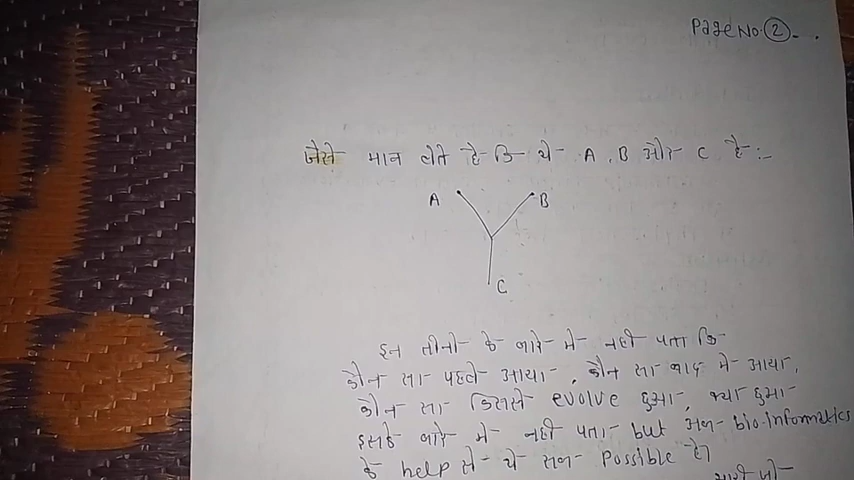 Page No. 2
जैसे मान लेते है कि ये A, B और C है :-
A
B
C
इन तीनो के बारे मे नही पता कि
कौन सा पहले आया, कौन सा बाद मे आया,
कौन सा किससे evolve हुआ, क्या हुआ
इसके बारे मे नही पता but अब bio-informatics
के help से ये सब possible है।